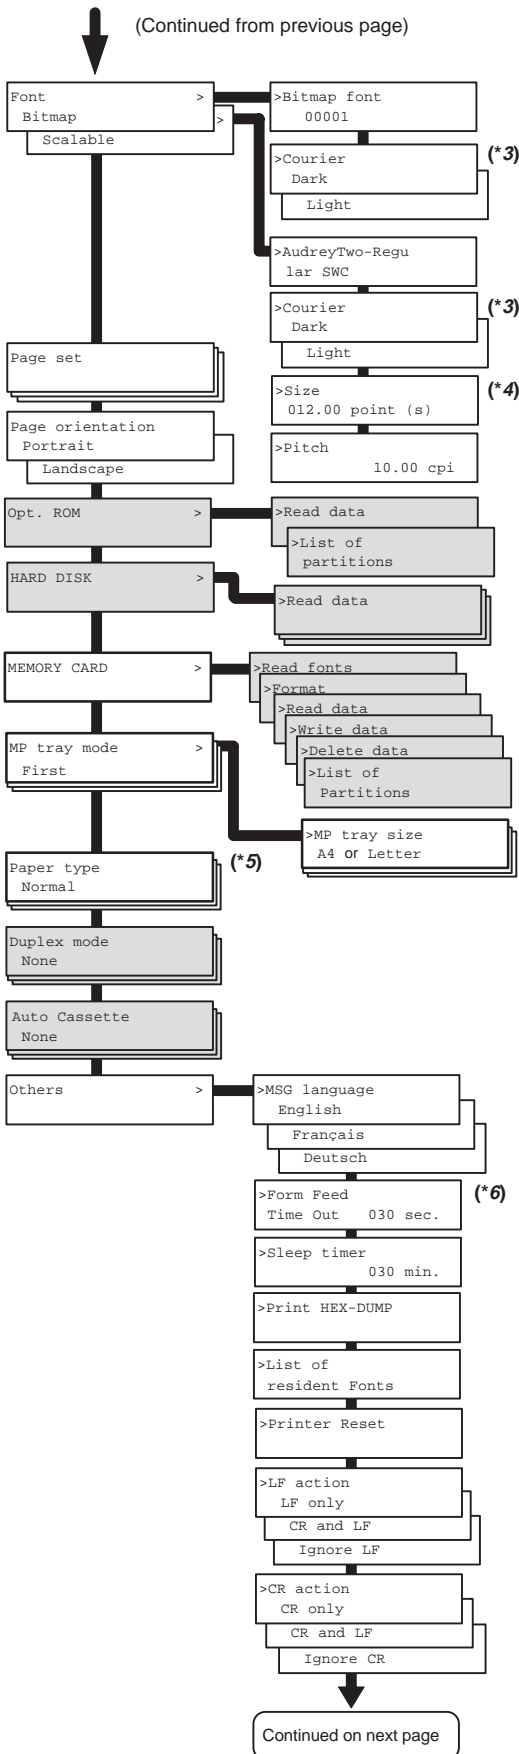 (Continued from previous page)
Font >
Bitmap >
Scalable
>Bitmap font
00001
>Courier (*3)
Dark
Light
>AudreyTwo-Regu
lar SWC
>Courier (*3)
Dark
Light
Page set
>Size (*4)
012.00 point (s)
Page orientation
Portrait
Landscape
>Pitch
10.00 cpi
Opt. ROM >
>Read data
>List of
partitions
HARD DISK >
>Read data
MEMORY CARD >
>Read fonts
>Format
>Read data
>Write data
>Delete data
>List of
Partitions
MP tray mode >
First
>MP tray size
A4 or Letter
(*5)
Paper type
Normal
Duplex mode
None
Auto Cassette
None
Others >
>MSG language
English
Français
Deutsch
>Form Feed (*6)
Time Out 030 sec.
>Sleep timer
030 min.
>Print HEX-DUMP
>List of
resident Fonts
>Printer Reset
>LF action
LF only
CR and LF
Ignore LF
>CR action
CR only
CR and LF
Ignore CR
Continued on next page